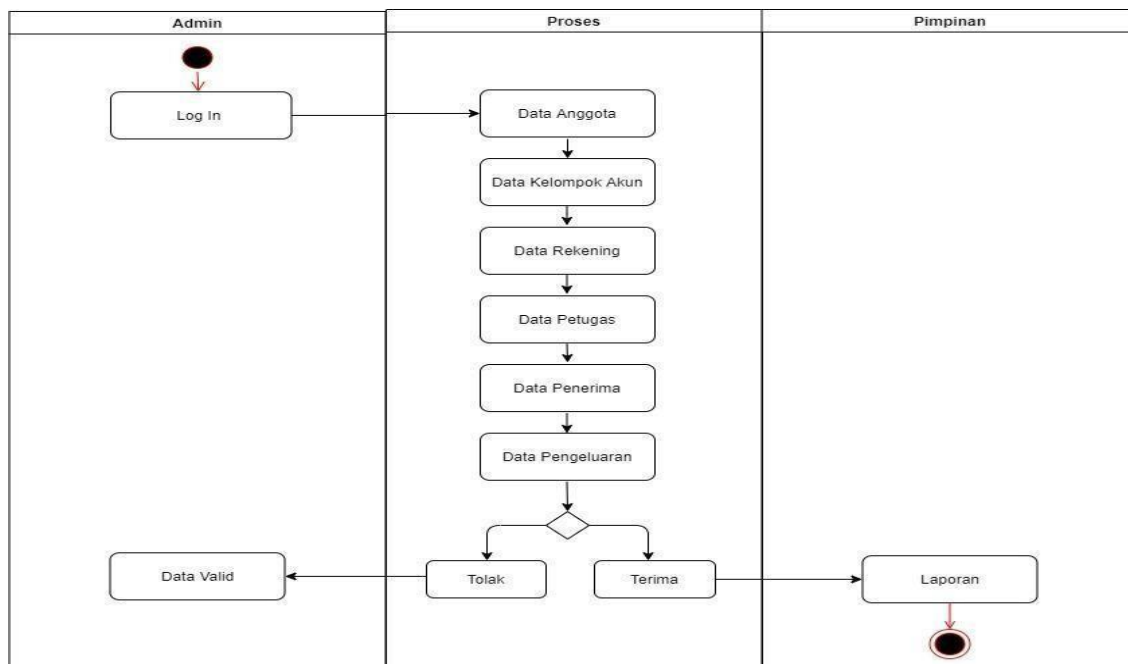 Admin
Proses
Pimpinan
Log In
Data Anggota
Data Kelompok Akun
Data Rekening
Data Petugas
Data Penerima
Data Pengeluaran
Data Valid
Tolak
Terima
Laporan